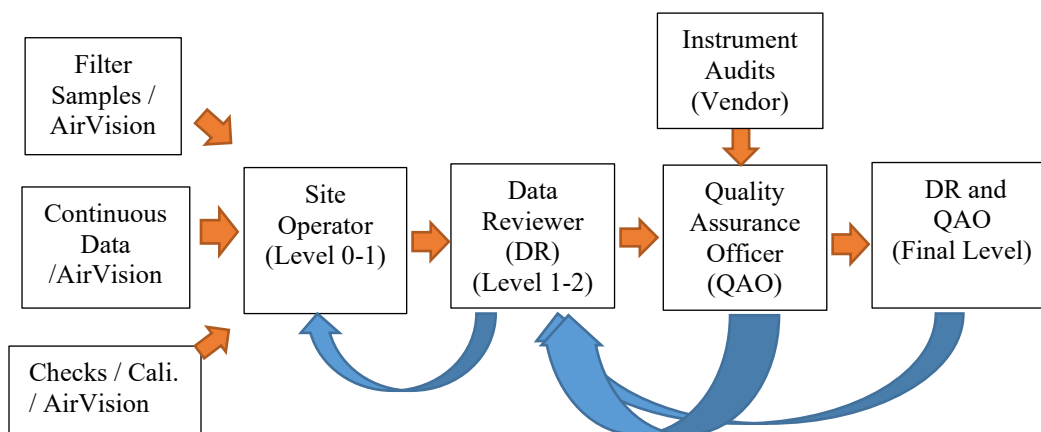 Filter
Samples /
AirVision
Continuous
Data
/AirVision
Checks / Cali.
/ AirVision
Site
Operator
(Level 0-1)
Data
Reviewer
(DR)
(Level 1-2)
Instrument
Audits
(Vendor)
Quality
Assurance
Officer
(QAO)
DR and
QAO
(Final Level)